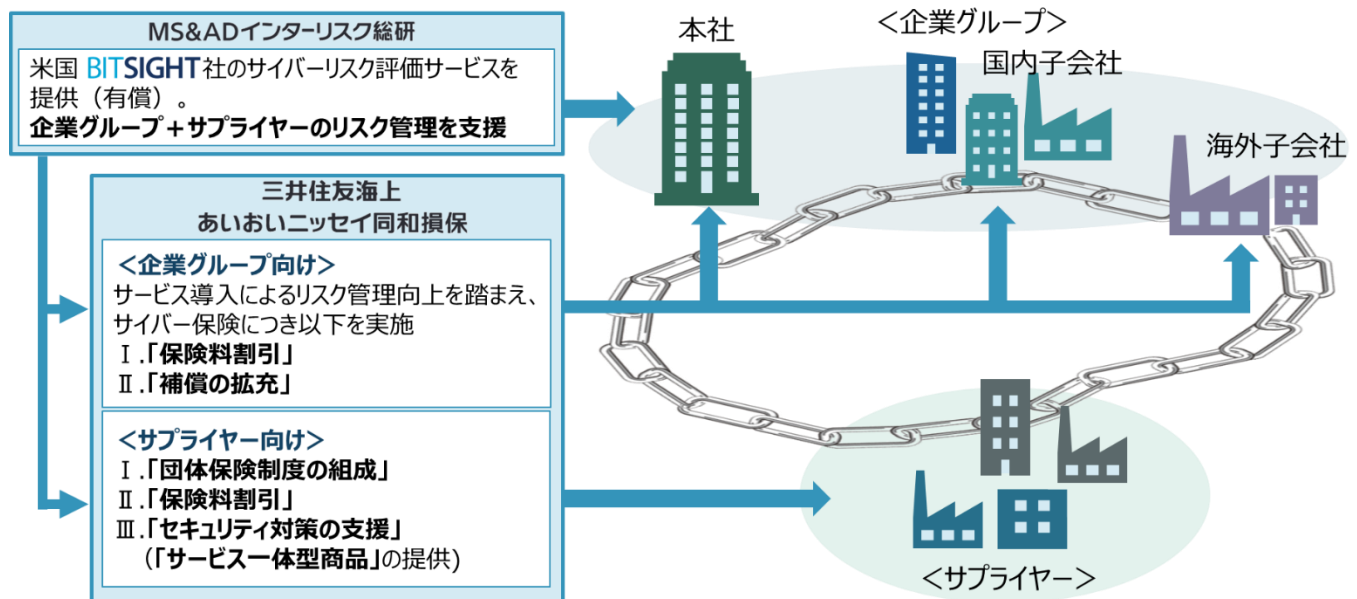 MS&ADインターリスク総研
米国 BITSIGHT 社のサイバーリスク評価サービスを
提供（有償）。
企業グループ＋サプライヤーのリスク管理を支援
三井住友海上
あいおいニッセイ同和損保
＜企業グループ向け＞
サービス導入によるリスク管理向上を踏まえ、
サイバー保険につき以下を実施
Ⅰ.「保険料割引」
Ⅱ.「補償の拡充」
＜サプライヤー向け＞
Ⅰ.「団体保険制度の組成」
Ⅱ.「保険料割引」
Ⅲ.「セキュリティ対策の支援」
（「サービス一体型商品」の提供)
本社
＜企業グループ＞
国内子会社
海外子会社
＜サプライヤー＞